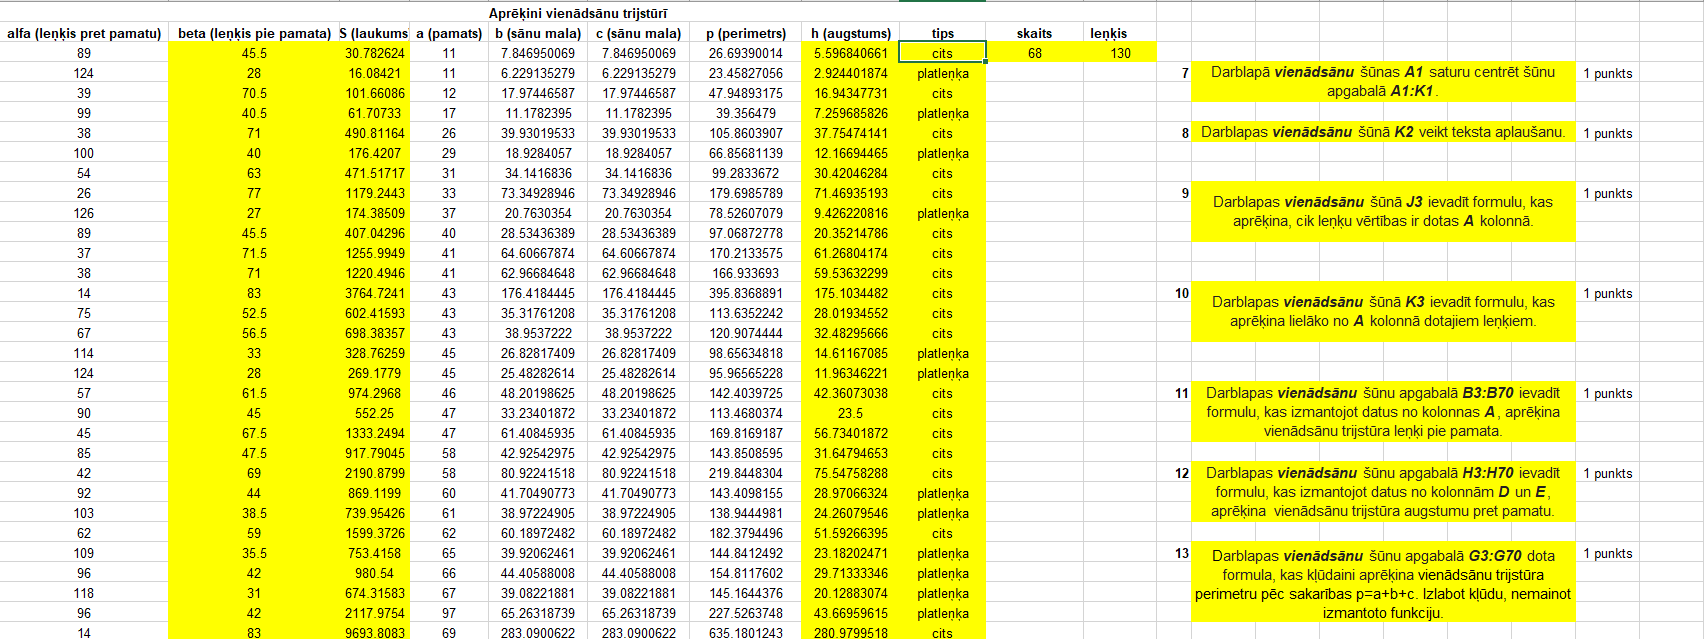 Aprēķini vienādsānu trijstūrī
alfa (leņķis pret pamatu) beta (leņķis pie pamata) S (laukums a (pamats) b (sānu mala) c (sānu mala) p (perimetrs) h (augstums) tips skaits leņķis
89 45.5 30.782624 11 7.846950069 7.846950069 26.69390014 5.596840661 cits 68 130
124 28 16.08421 11 6.229135279 6.229135279 23.45827056 2.924401874 platleņķa
39 70.5 101.66086 12 17.97446587 17.97446587 47.94893175 16.94347731 cits
99 40.5 61.70733 17 11.1782395 11.1782395 39.356479 7.259685826 platleņķa
38 71 490.81164 26 39.93019533 39.93019533 105.8603907 37.75474141 cits
100 40 176.4207 29 18.9284057 18.9284057 66.85681139 12.16694465 platleņķa
54 63 471.51717 31 34.1416836 34.1416836 99.2833672 30.42046284 cits
26 77 1179.2443 33 73.34928946 73.34928946 179.6985789 71.46935193 cits
126 27 174.38509 37 20.7630354 20.7630354 78.52607079 9.426220816 platleņķa
89 45.5 407.04296 40 28.53436389 28.53436389 97.06872778 20.35214786 cits
37 71.5 1255.9949 41 64.60667874 64.60667874 170.2133575 61.26804174 cits
38 71 1220.4946 41 62.96684648 62.96684648 166.933693 59.53632299 cits
14 83 3764.7241 43 176.4184445 176.4184445 395.8368891 175.1034482 cits
75 52.5 602.41593 43 35.31761208 35.31761208 113.6352242 28.01934552 cits
67 56.5 698.38357 43 38.9537222 38.9537222 120.9074444 32.48295666 cits
114 33 328.76259 45 26.82817409 26.82817409 98.65634818 14.61167085 platleņķa
124 28 269.1779 45 25.48282614 25.48282614 95.96565228 11.96346221 platleņķa
57 61.5 974.2968 46 48.20198625 48.20198625 142.4039725 42.36073038 cits
90 45 552.25 47 33.23401872 33.23401872 113.4680374 23.5 cits
45 67.5 1333.2494 47 61.40845935 61.40845935 169.8169187 56.73401872 cits
85 47.5 917.79045 58 42.92542975 42.92542975 143.8508595 31.64794653 cits
42 69 2190.8799 58 80.92241518 80.92241518 219.8448304 75.54758288 cits
92 44 869.1199 60 41.70490773 41.70490773 143.4098155 28.97066324 platleņķa
103 38.5 739.95426 61 38.97224905 38.97224905 138.9444981 24.26079546 platleņķa
62 59 1599.3726 62 60.18972482 60.18972482 182.3794496 51.59266395 cits
109 35.5 753.4158 65 39.92062461 39.92062461 144.8412492 23.18202471 platleņķa
96 42 980.54 66 44.40588008 44.40588008 154.8117602 29.71333346 platleņķa
118 31 674.31583 67 39.08221881 39.08221881 145.1644376 20.12883074 platleņķa
96 42 2117.9754 97 65.26318739 65.26318739 227.5263748 43.66959615 platleņķa
14 83 9693.8083 69 283.0900622 283.0900622 635.1801243 280.9799518 cits
7 Darblapā vienādsānu šūnas A1 saturu centrēt šūnu 1 punkts
apgabalā A1:K1.
8 Darblapas vienādsānu šūnā K2 veikt teksta aplaušanu. 1 punkts
9 Darblapas vienādsānu šūnā J3 ievadīt formulu, kas 1 punkts
aprēķina, cik leņķu vērtības ir dotas A kolonnā.
10 Darblapas vienādsānu šūnā K3 ievadīt formulu, kas 1 punkts
aprēķina lielāko no A kolonnā dotajiem leņķiem.
11 Darblapas vienādsānu šūnu apgabalā B3:B70 ievadīt 1 punkts
formulu, kas izmantojot datus no kolonnas A, aprēķina
vienādsānu trijstūra leņķi pie pamata.
12 Darblapas vienādsānu šūnu apgabalā H3:H70 ievadīt 1 punkts
formulu, kas izmantojot datus no kolonnām D un E,
aprēķina vienādsānu trijstūra augstumu pret pamatu.
13 Darblapas vienādsānu šūnu apgabalā G3:G70 dota 1 punkts
formula, kas kļūdaini aprēķina vienādsānu trijstūra
perimetru pēc sakarības p=a+b+c. Izlabot kļūdu, nemainot
izmantoto funkciju.